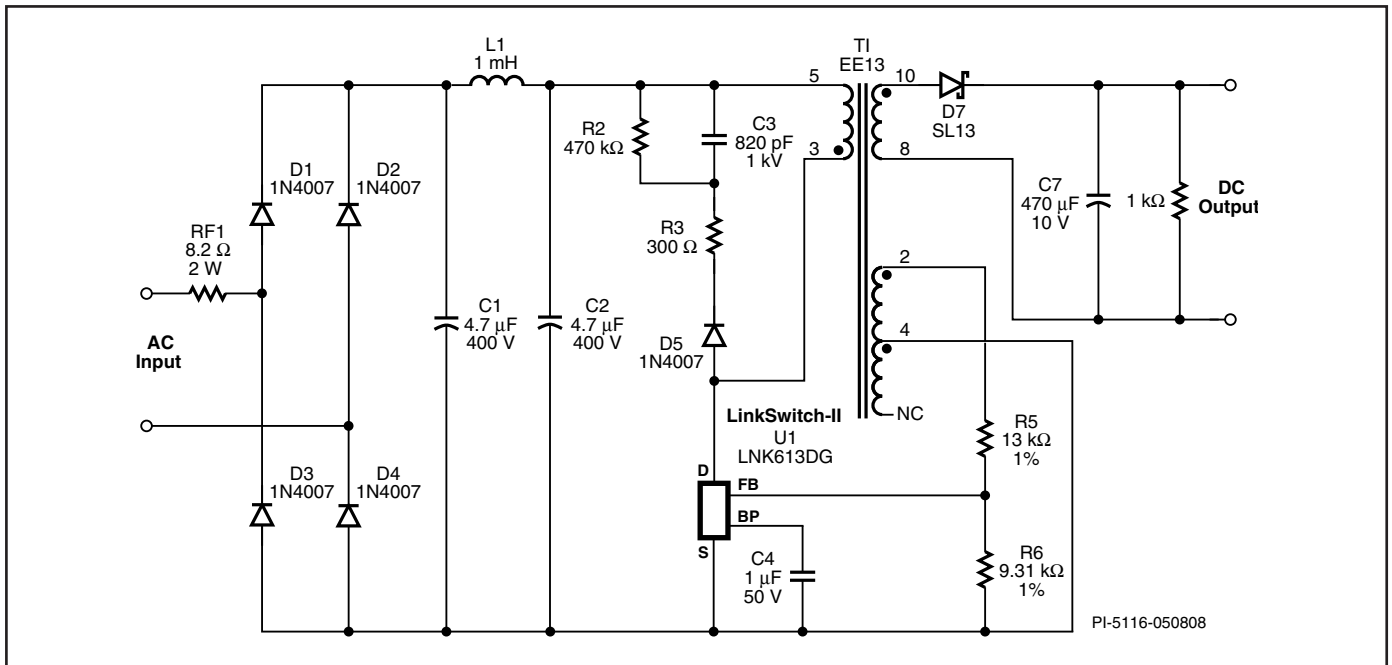 L1
1 mH
TI
EE13
5
10
D7
SL13
R2
470 kΩ
C3
820 pF
1 kV
3
8
D1
1N4007
D2
1N4007
C7
470 µF
10 V
1 kΩ
DC
Output
RF1
8.2 Ω
2 W
R3
300 Ω
2
AC
Input
C1
4.7 µF
400 V
C2
4.7 µF
400 V
D5
1N4007
4
NC
LinkSwitch-II
U1
LNK613DG
R5
13 kΩ
1%
D3
1N4007
D4
1N4007
D
FB
BP
S
C4
1 µF
50 V
R6
9.31 kΩ
1%
PI-5116-050808